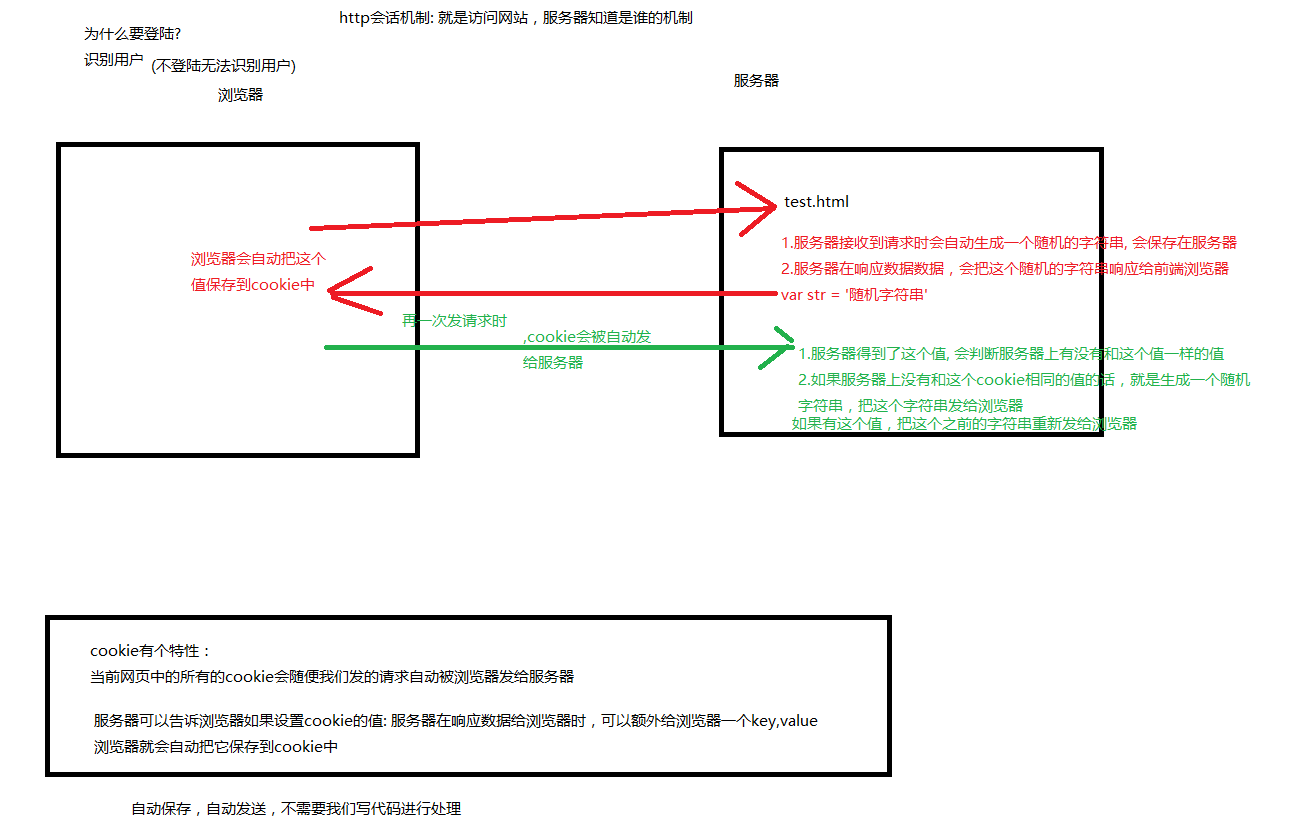 http会话机制: 就是访问网站，服务器知道是谁的机制
为什么要登陆?
识别用户
(不登陆无法识别用户)
浏览器
服务器
test.html
1.服务器接收到请求时会自动生成一个随机的字符串, 会保存在服务器
2.服务器在响应数据数据，会把这个随机的字符串响应给前端浏览器
var str = '随机字符串'
浏览器会自动把这个
值保存到cookie中
再一次发请求时
,cookie会被自动发
给服务器
1.服务器得到了这个值, 会判断服务器上有没有和这个值一样的值
2.如果服务器上没有和这个cookie相同的值的话，就是生成一个随机
字符串，把这个字符串发给浏览器
如果有这个值，把这个之前的字符串重新发给浏览器
cookie有个特性：
当前网页中的所有的cookie会随便我们发的请求自动被浏览器发给服务器
服务器可以告诉浏览器如果设置cookie的值: 服务器在响应数据给浏览器时，可以额外给浏览器一个key,value
浏览器就会自动把它保存到cookie中
自动保存，自动发送，不需要我们写代码进行处理